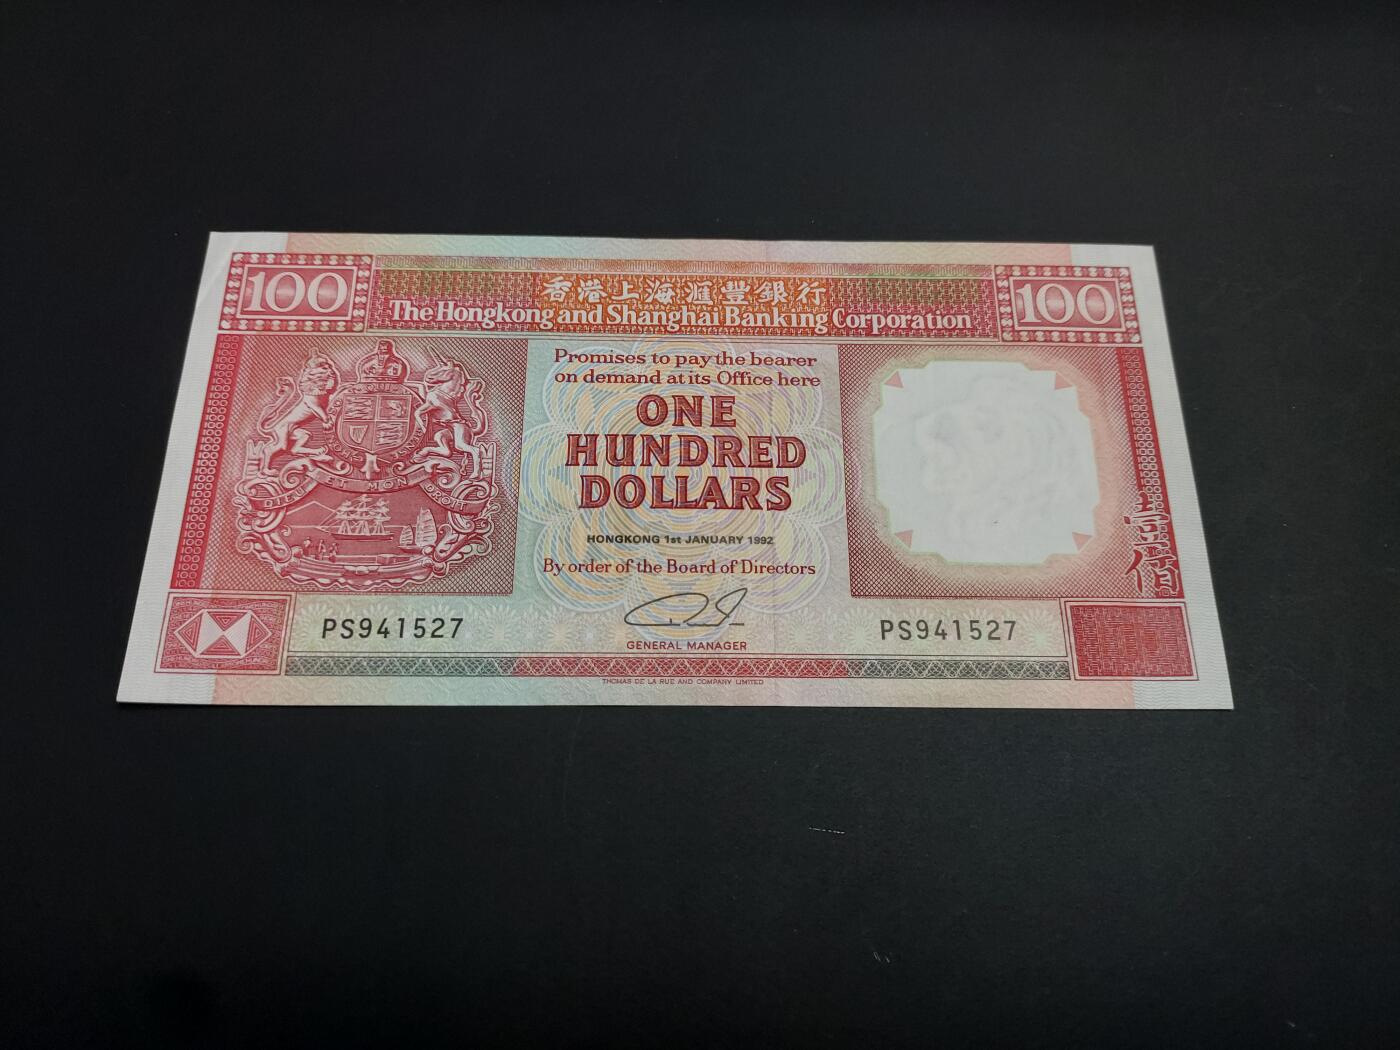 100
香港上海滙豐銀行
100
The Hongkong and Shanghai Banking Corporation
Promises to pay the bearer
on demand at its Office here
ONE
HUNDRED
DOLLARS
DIEU ET MON DROIT
HONGKONG 1st JANUARY 1992
By order of the Board of Directors
壹佰
PS941527
PS941527
GENERAL MANAGER
THOMAS DE LA RUE AND COMPANY LIMITED